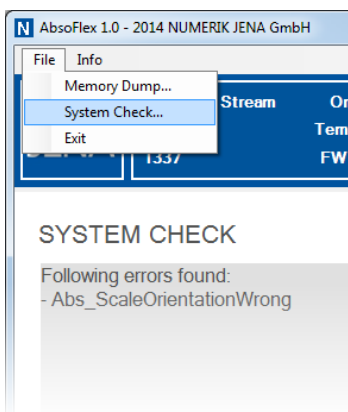 N AbsoFlex 1.0 - 2014 NUMERIK JENA GmbH
File Info
Memory Dump...
System Check...
Exit
Stream
1337
FW
SYSTEM CHECK
Following errors found:
- Abs_ScaleOrientationWrong